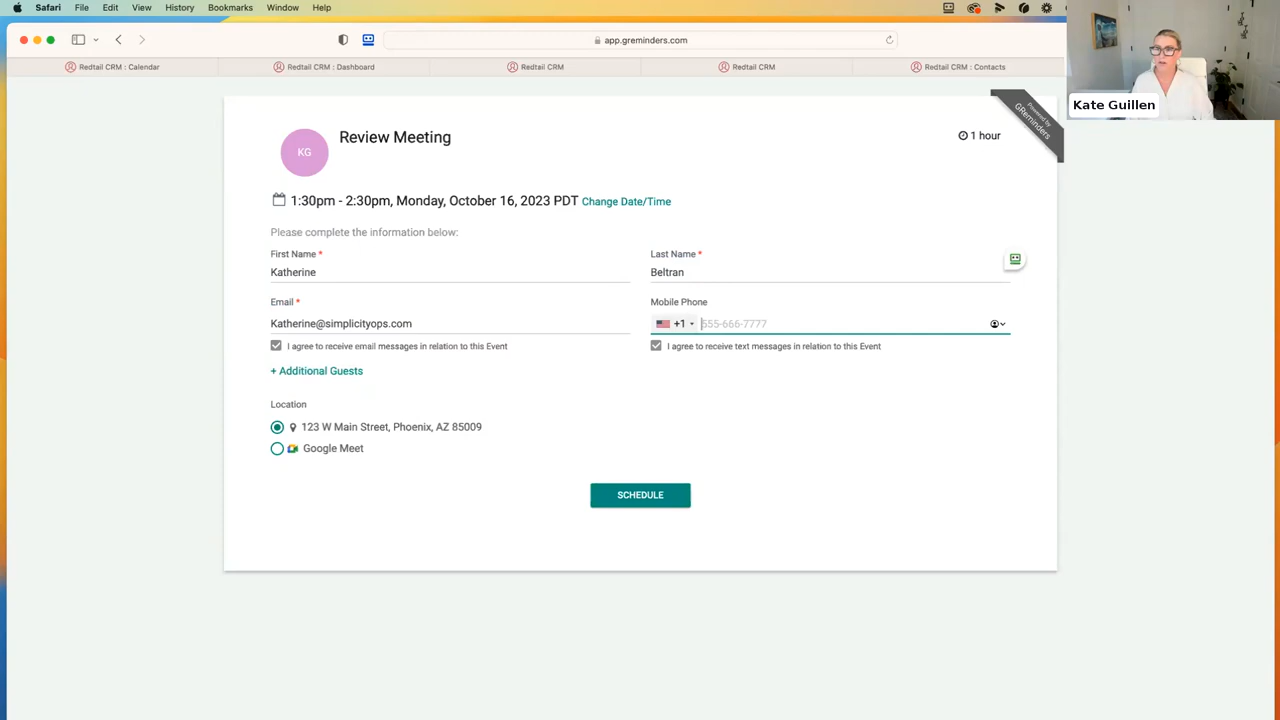 Safari File Edit View History Bookmarks Window Help
app.greminders.com
Redtail CRM : Calendar Redtail CRM : Dashboard Redtail CRM Redtail CRM Redtail CRM : Contacts
Kate Guillen
Powered by
GReminders
KG
Review Meeting
1 hour
1:30pm - 2:30pm, Monday, October 16, 2023 PDT Change Date/Time
Please complete the information below:
First Name * Last Name *
Katherine Beltran
Email * Mobile Phone
Katherine@simplicityops.com +1 555-666-7777
I agree to receive email messages in relation to this Event I agree to receive text messages in relation to this Event
+ Additional Guests
Location
123 W Main Street, Phoenix, AZ 85009
Google Meet
SCHEDULE